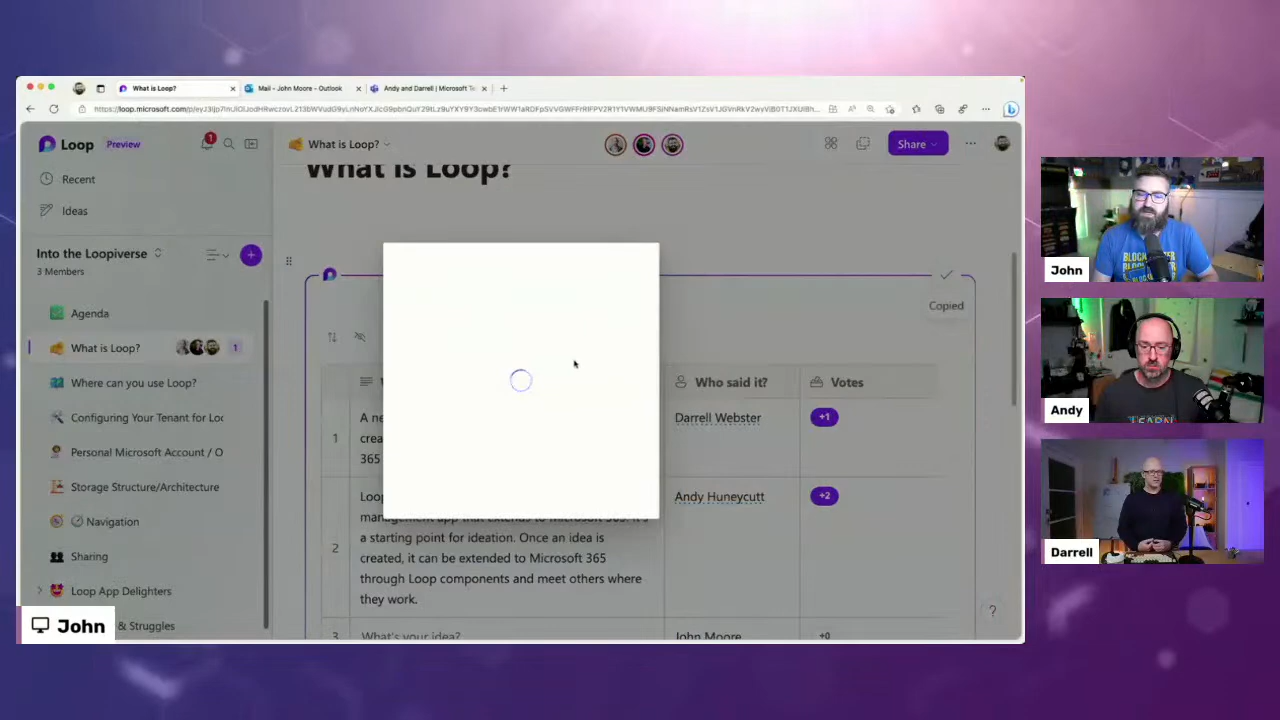 What is Loop?
Mail - John Moore - Outlook
Andy and Darrell | Microsoft Te
Loop
Preview
1
What is Loop?
Share
Recent
Ideas
Into the Loopiverse
3 Members
Agenda
What is Loop?
1
Where can you use Loop?
Configuring Your Tenant for Loc
Personal Microsoft Account / O
Storage Structure/Architecture
Navigation
Sharing
Loop App Delighters
& Struggles
What is Loop?
Copied
Who said it?
Votes
1
A ne
crea
365
Darrell Webster
+1
2
Loop
management app that extends to Microsoft 365. It's
a starting point for ideation. Once an idea is
created, it can be extended to Microsoft 365
through Loop components and meet others where
they work.
Andy Huneycutt
+2
3
What's your idea?
John Moore
+0
?
John
John
BLOCKBUSTER
Andy
LEARN
Darrell